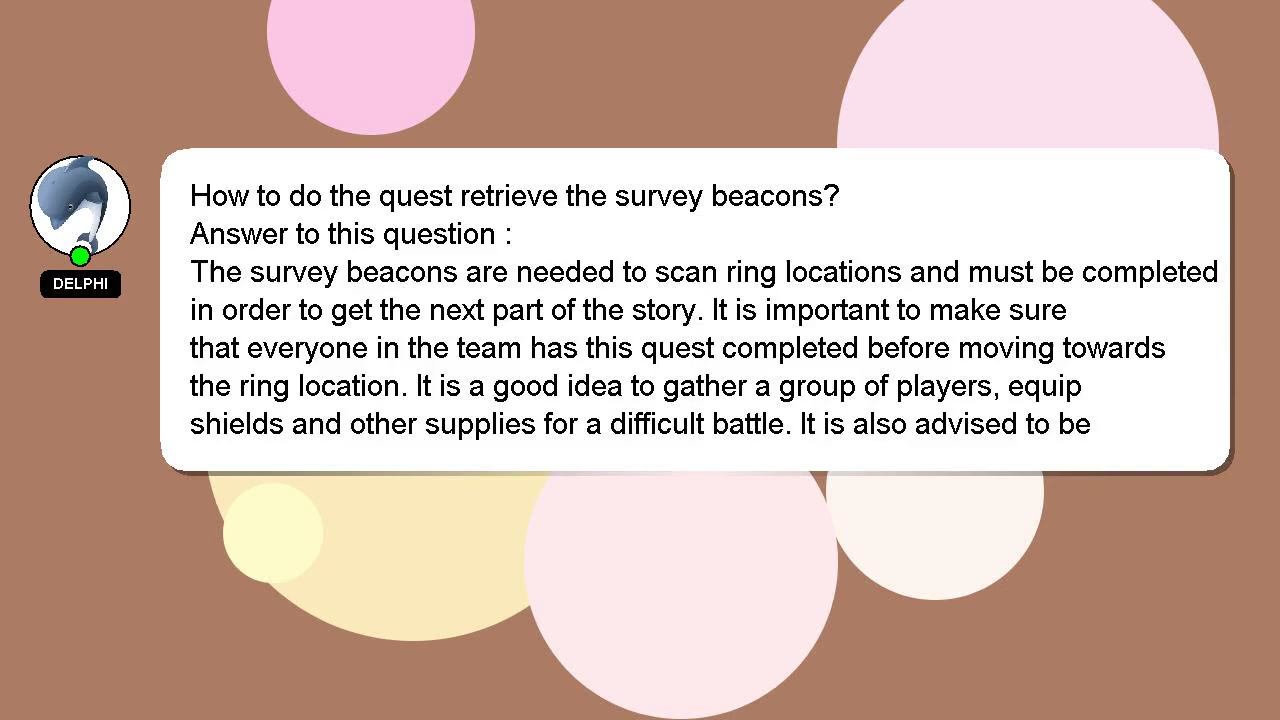 How to do the quest retrieve the survey beacons?
Answer to this question :
The survey beacons are needed to scan ring locations and must be completed
in order to get the next part of the story. It is important to make sure
that everyone in the team has this quest completed before moving towards
the ring location. It is a good idea to gather a group of players, equip
shields and other supplies for a difficult battle. It is also advised to be
DELPHI